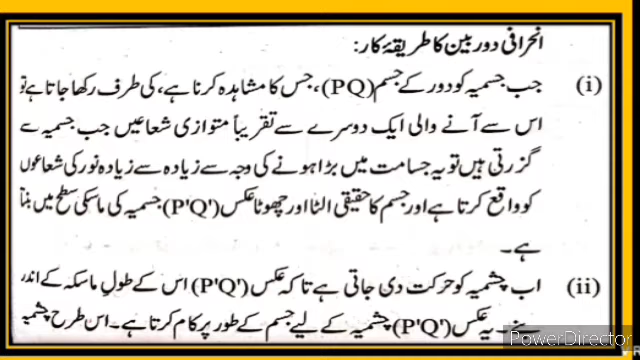 انحرافی دوربین کا طریقۂ کار:
(i) جب جسمیہ کو دور کے جسم (PQ)، جس کا مشاہدہ کرنا ہے، کی طرف رکھا جاتا ہے تو
اس سے آنے والی ایک دوسرے سے تقریباً متوازی شعاعیں جب جسمیہ سے
گزرتی ہیں تو یہ جسامت میں بڑا ہونے کی وجہ سے زیادہ سے زیادہ نور کی شعاعوں
کو واقع کرتا ہے اور جسم کا حقیقی الٹا اور چھوٹا عکس (P'Q') جسمیہ کی ماسکی سطح میں بنتا
ہے۔
(ii) اب چشمیہ کو حرکت دی جاتی ہے تاکہ عکس (P'Q') اس کے طولِ ماسکہ کے اندر
بنے۔ یہ عکس (P'Q') چشمیہ کے لیے جسم کے طور پر کام کرتا ہے۔ اس طرح چشمیہ
PowerDirector